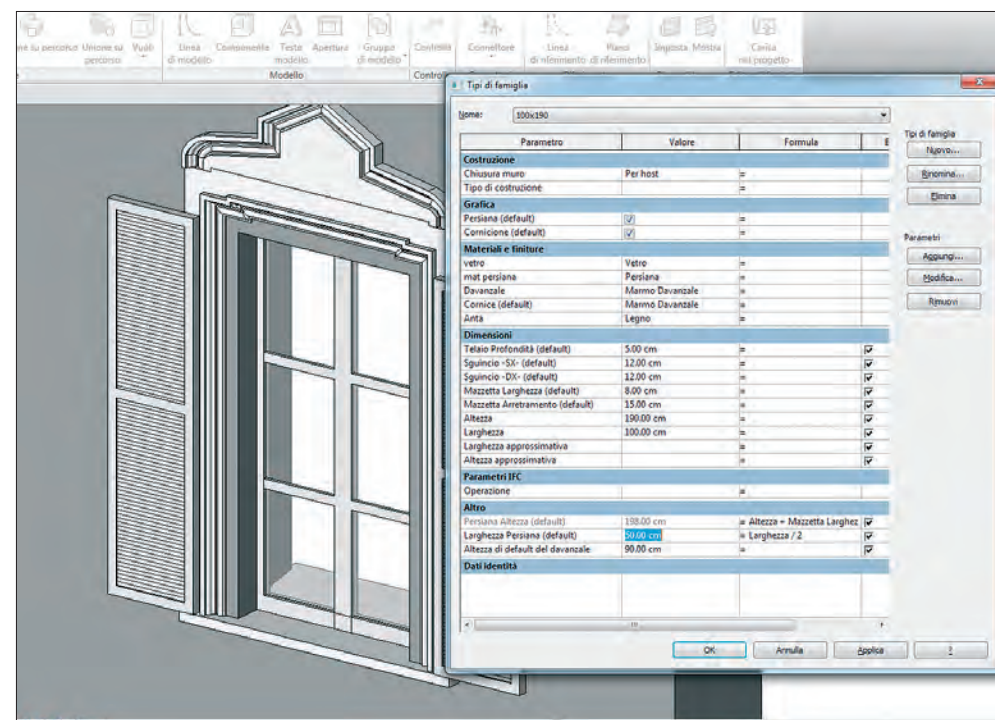 ne su percorso Unione su percorso Vuoti Linea di modello Componente Testo modello Apertura Gruppo di modello Controllo Connettore Linea di riferimento Piano di riferimento Imposta Mostra Carica nel progetto
Modello
Tipi di famiglia
Nome: 100x190
Parametro Valore Formula
Costruzione
Chiusura muro Per host =
Tipo di costruzione =
Grafica
Persiana (default) =
Cornicione (default) =
Materiali e finiture
vetro Vetro =
mat persiana Persiana =
Davanzale Marmo Davanzale =
Cornice (default) Marmo Davanzale =
Anta Legno =
Dimensioni
Telaio Profondità (default) 5.00 cm =
Sguincio -SX- (default) 12.00 cm =
Sguincio -DX- (default) 12.00 cm =
Mazzetta Larghezza (default) 8.00 cm =
Mazzetta Arretramento (default) 15.00 cm =
Altezza 190.00 cm =
Larghezza 100.00 cm =
Larghezza approssimativa =
Altezza approssimativa =
Parametri IFC
Operazione =
Altro
Persiana Altezza (default) 198.00 cm = Altezza + Mazzetta Larghez
Larghezza Persiana (default) 50.00 cm = Larghezza / 2
Altezza di default del davanzale 90.00 cm =
Dati identità
Tipi di famiglia
Nuovo...
Rinomina...
Elimina
Parametri
Aggiungi...
Modifica...
Rimuovi
OK Annulla Applica ?